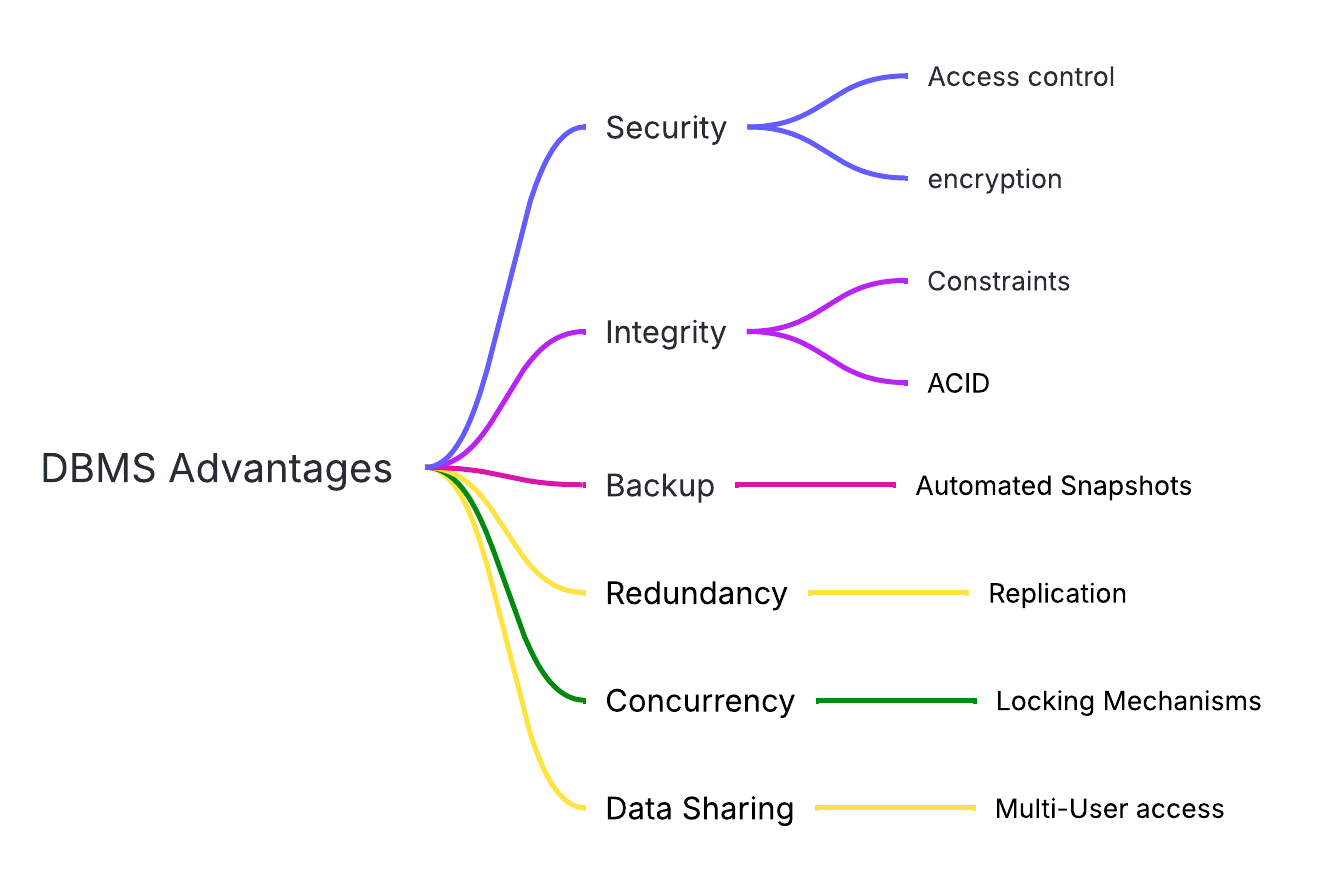 DBMS Advantages
Security
Access control
encryption
Integrity
Constraints
ACID
Backup
Automated Snapshots
Redundancy
Replication
Concurrency
Locking Mechanisms
Data Sharing
Multi-User access